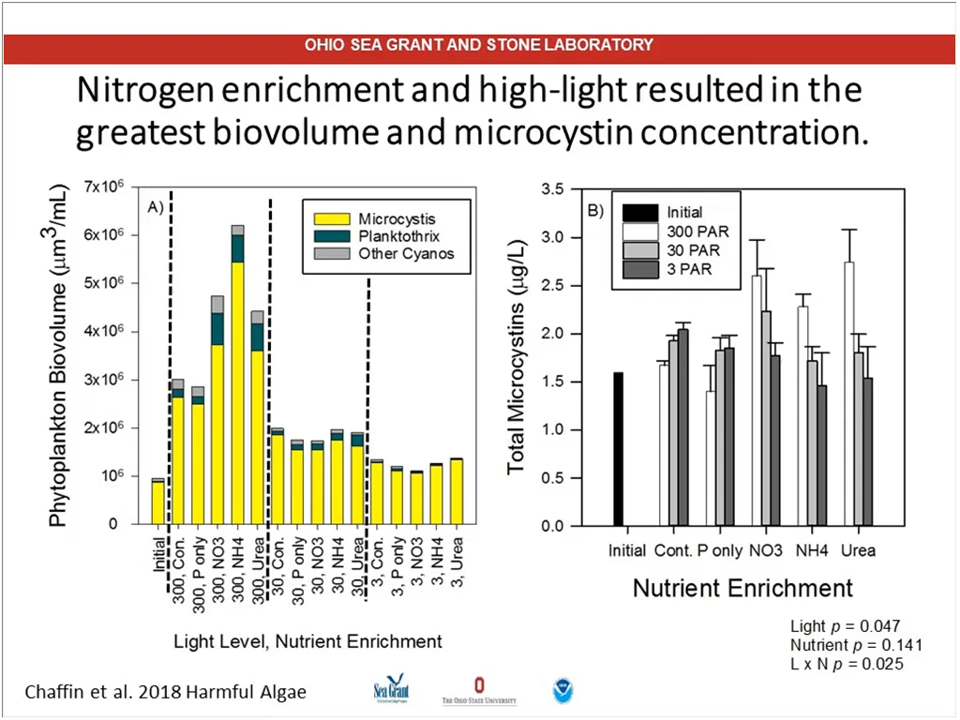 OHIO SEA GRANT AND STONE LABORATORY
Nitrogen enrichment and high-light resulted in the
greatest biovolume and microcystin concentration.
Phytoplankton Biovolume (μm³/mL)
7x10⁶
6x10⁶
5x10⁶
4x10⁶
3x10⁶
2x10⁶
10⁶
0
A)
Microcystis
Planktothrix
Other Cyanos
Initial
300, Con.
300, P only
300, NO3
300, NH4
300, Urea
30, Con.
30, P only
30, NO3
30, NH4
30, Urea
3, Con.
3, P only
3, NO3
3, NH4
3, Urea
Light Level, Nutrient Enrichment
Total Microcystins (μg/L)
3.5
3.0
2.5
2.0
1.5
1.0
0.5
0.0
B)
Initial
300 PAR
30 PAR
3 PAR
Initial Cont. P only NO3 NH4 Urea
Nutrient Enrichment
Light p = 0.047
Nutrient p = 0.141
L x N p = 0.025
Chaffin et al. 2018 Harmful Algae
Sea Grant
THE OHIO STATE UNIVERSITY